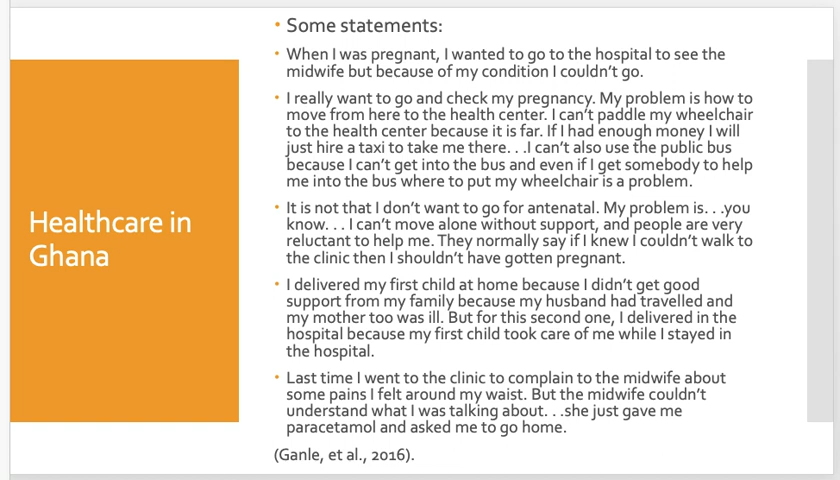 Healthcare in
Ghana
• Some statements:
• When I was pregnant, I wanted to go to the hospital to see the
midwife but because of my condition I couldn't go.
• I really want to go and check my pregnancy. My problem is how to
move from here to the health center. I can't paddle my wheelchair
to the health center because it is far. If I had enough money I will
just hire a taxi to take me there. . .I can't also use the public bus
because I can't get into the bus and even if I get somebody to help
me into the bus where to put my wheelchair is a problem.
• It is not that I don't want to go for antenatal. My problem is. . .you
know. . . I can't move alone without support, and people are very
reluctant to help me. They normally say if I knew I couldn't walk to
the clinic then I shouldn't have gotten pregnant.
• I delivered my first child at home because I didn't get good
support from my family because my husband had travelled and
my mother too was ill. But for this second one, I delivered in the
hospital because my first child took care of me while I stayed in
the hospital.
• Last time I went to the clinic to complain to the midwife about
some pains I felt around my waist. But the midwife couldn't
understand what I was talking about. . .she just gave me
paracetamol and asked me to go home.
(Ganle, et al., 2016).